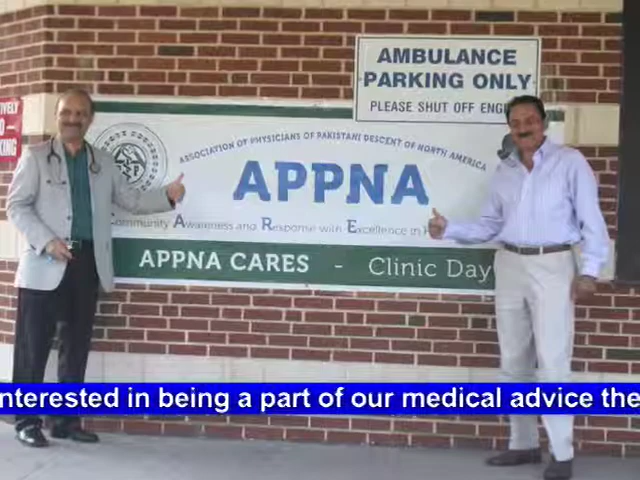 AMBULANCE
PARKING ONLY
PLEASE SHUT OFF
ASSOCIATION OF PHYSICIANS OF PAKISTANI DESCENT OF NORTH AMERICA
APPNA
Community Awareness and Response with Excellence in
APPNA CARES - Clinic Day
KING
nterested in being a part of our medical advice the